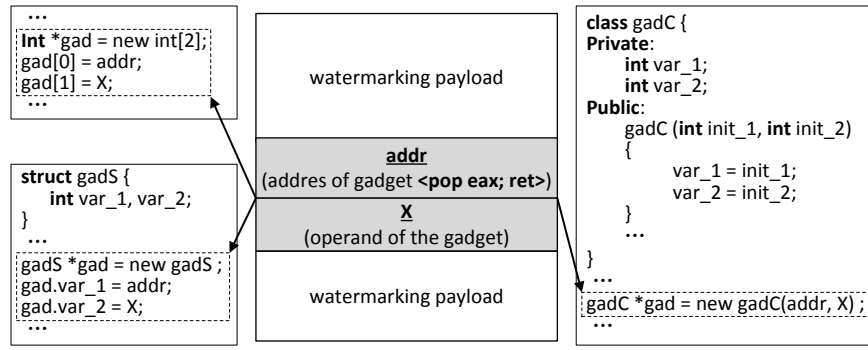 ...
Int *gad = new int[2];
gad[0] = addr;
gad[1] = X;
...
struct gadS {
int var_1, var_2;
}
...
gadS *gad = new gadS ;
gad.var_1 = addr;
gad.var_2 = X;
...
watermarking payload
addr
(addres of gadget <pop eax; ret>)
X
(operand of the gadget)
watermarking payload
class gadC {
Private:
int var_1;
int var_2;
Public:
gadC (int init_1, int init_2)
{
var_1 = init_1;
var_2 = init_2;
}
...
}
...
gadC *gad = new gadC(addr, X) ;
...